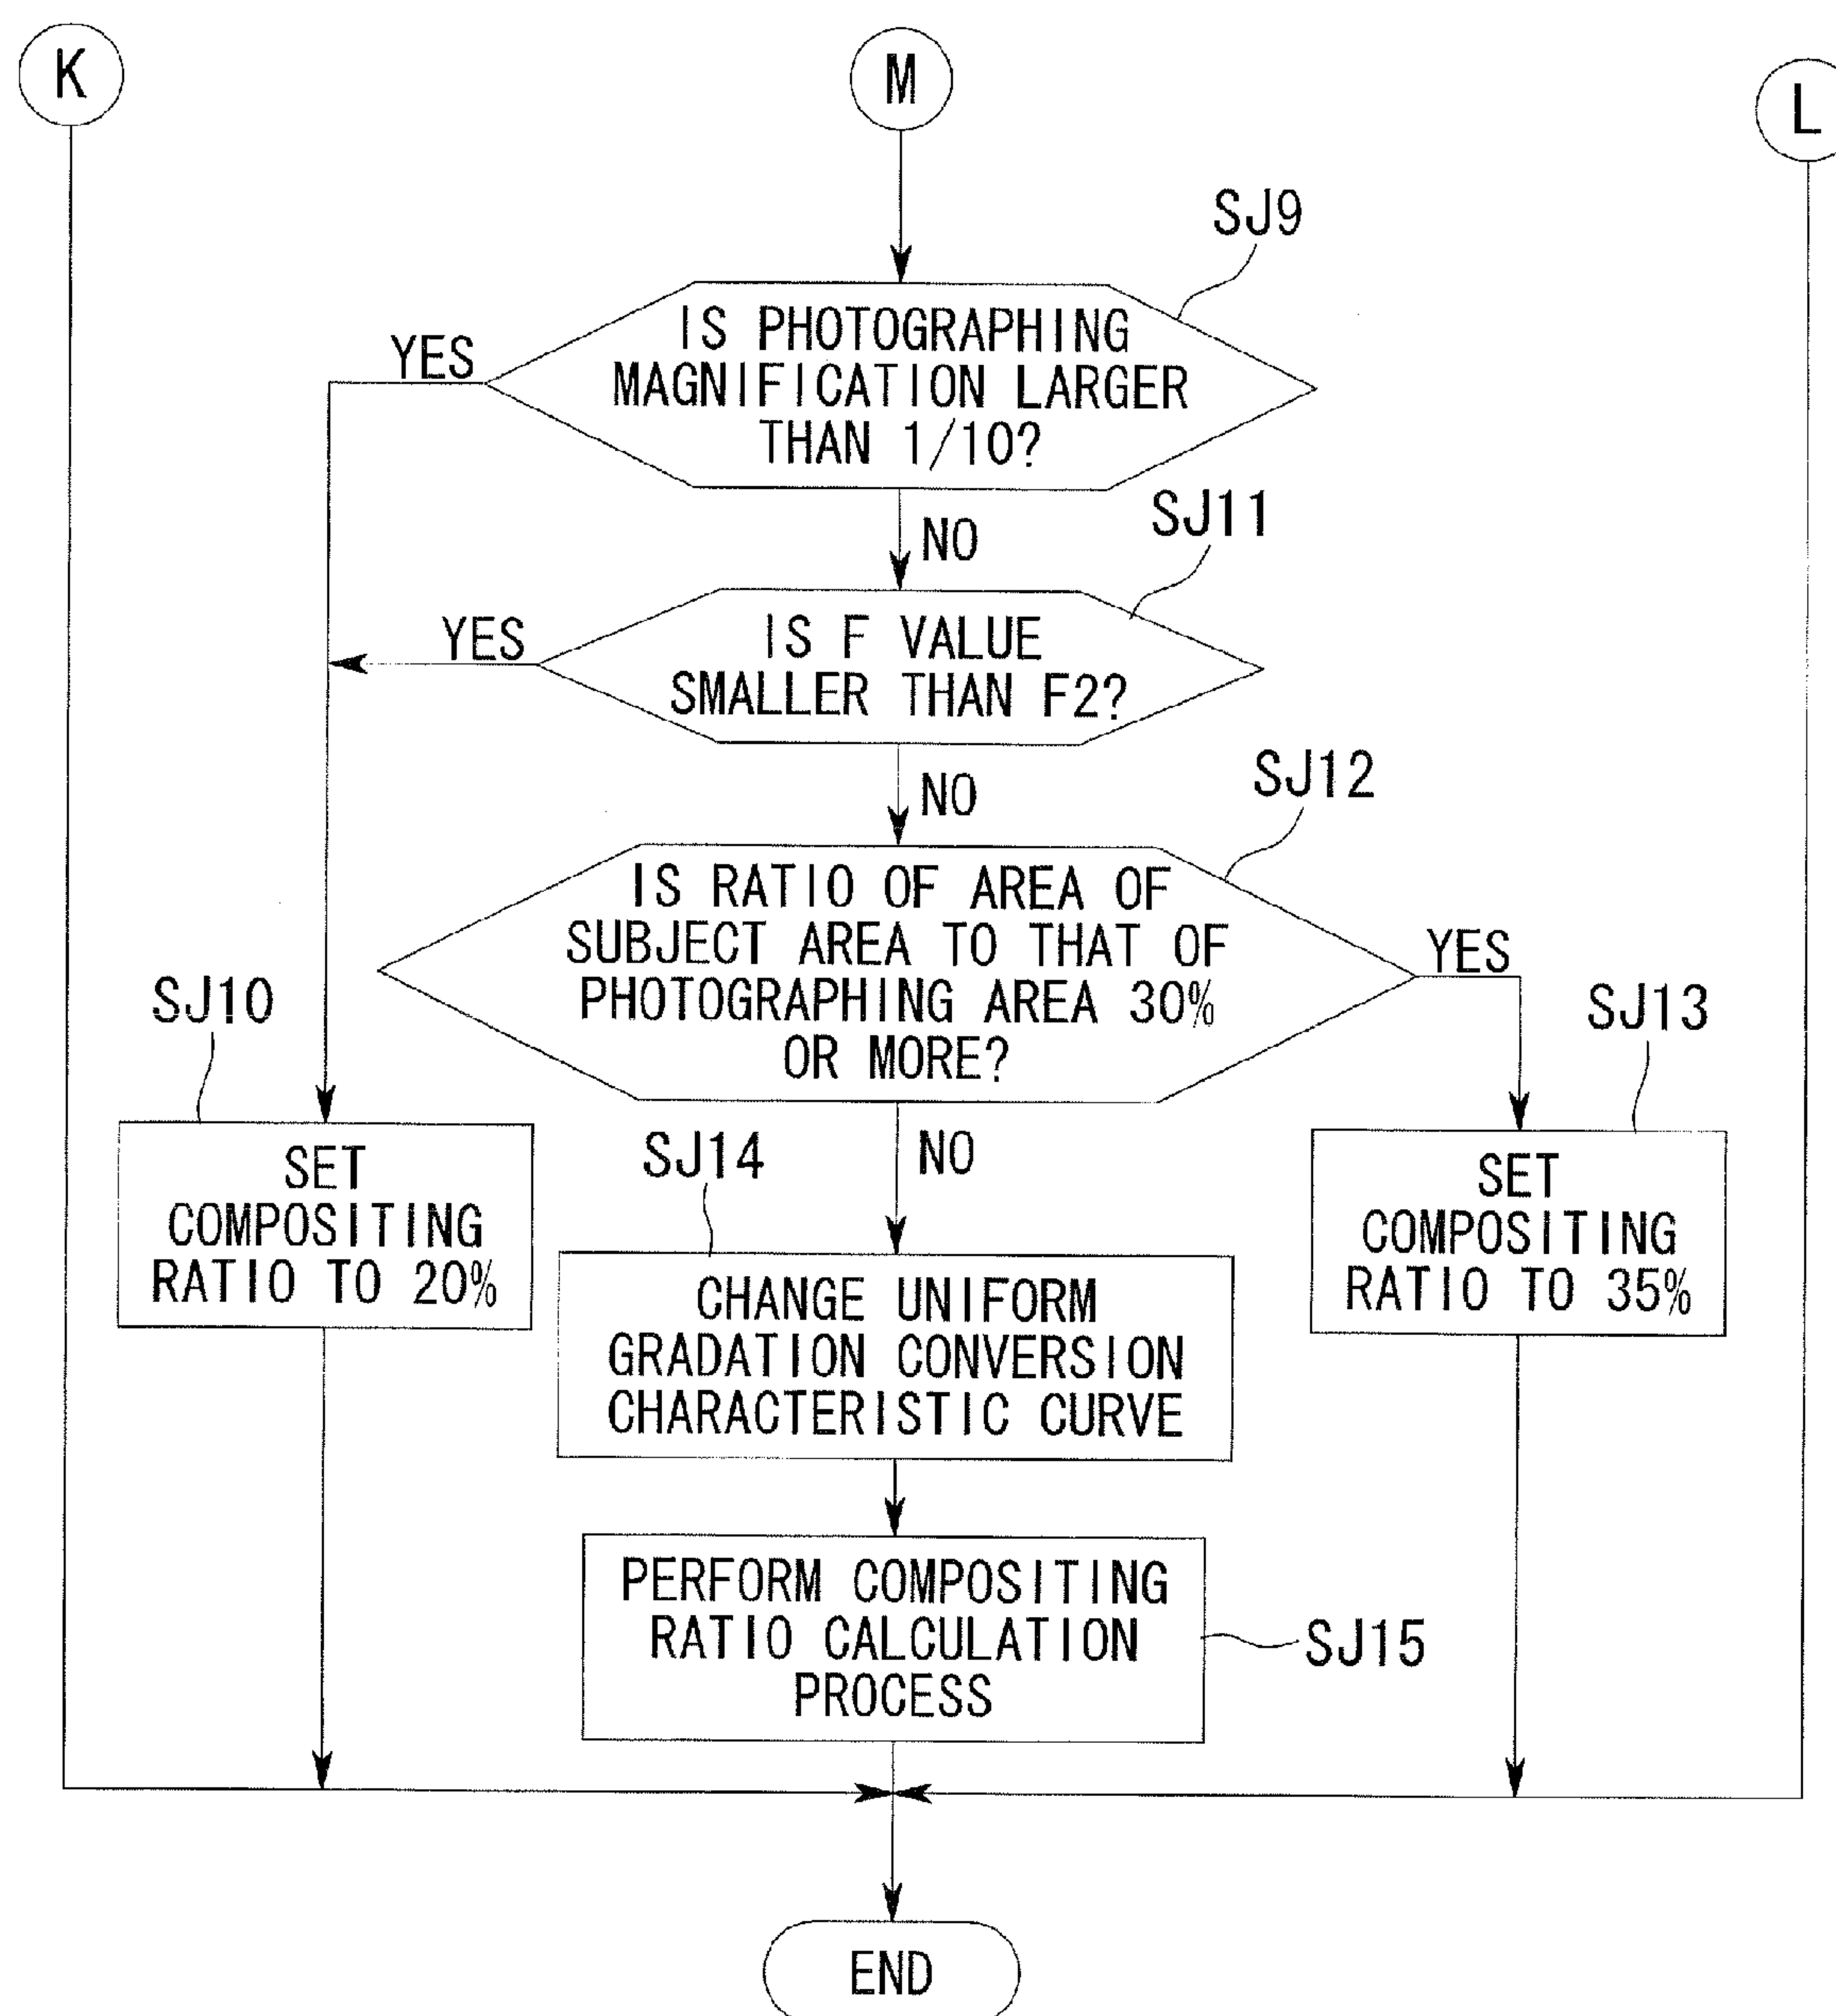 K
M
L
SJ9
IS PHOTOGRAPHING
MAGNIFICATION LARGER
THAN 1/10?
YES
NO
SJ11
IS F VALUE
SMALLER THAN F2?
YES
NO
SJ12
IS RATIO OF AREA OF
SUBJECT AREA TO THAT OF
PHOTOGRAPHING AREA 30%
OR MORE?
YES
NO
SJ10
SET
COMPOSITING
RATIO TO 20%
SJ13
SET
COMPOSITING
RATIO TO 35%
SJ14
CHANGE UNIFORM
GRADATION CONVERSION
CHARACTERISTIC CURVE
PERFORM COMPOSITING
RATIO CALCULATION
PROCESS
SJ15
END